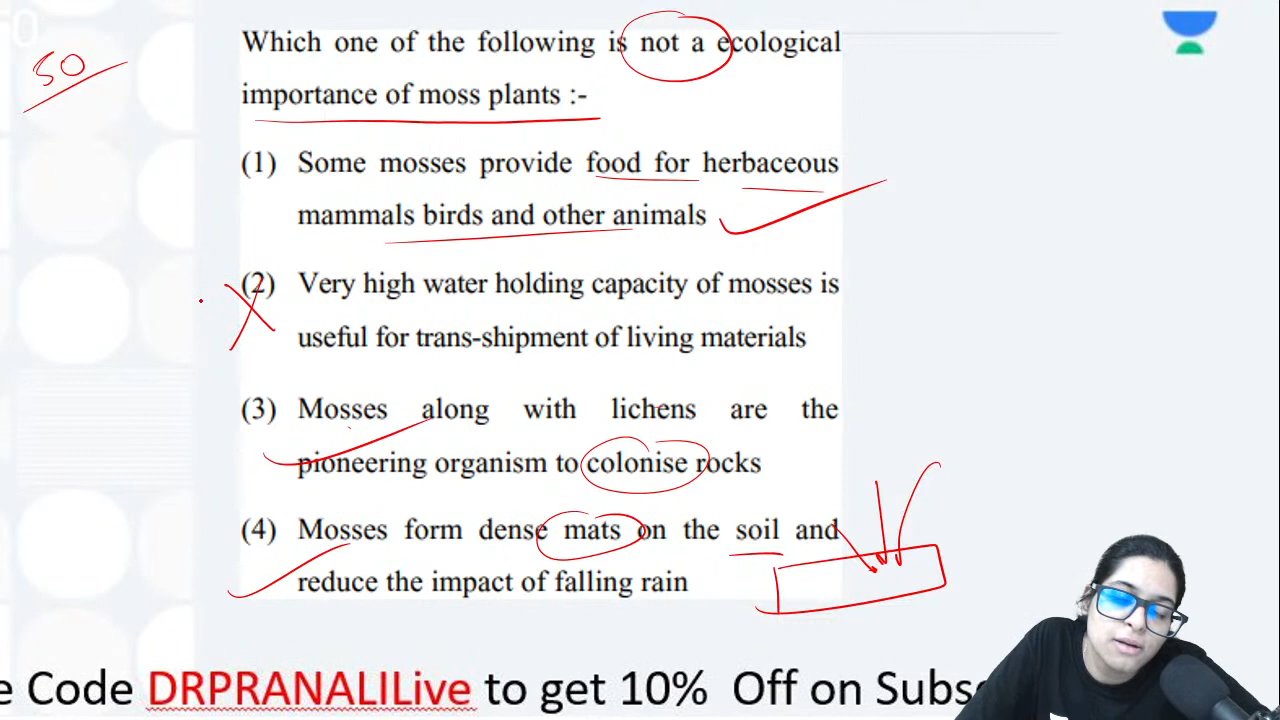 0
50
Which one of the following is not a ecological
importance of moss plants :-
(1) Some mosses provide food for herbaceous
mammals birds and other animals
(2) Very high water holding capacity of mosses is
useful for trans-shipment of living materials
(3) Mosses along with lichens are the
pioneering organism to colonise rocks
(4) Mosses form dense mats on the soil and
reduce the impact of falling rain
e Code DRPRANALILive to get 10% Off on Subs